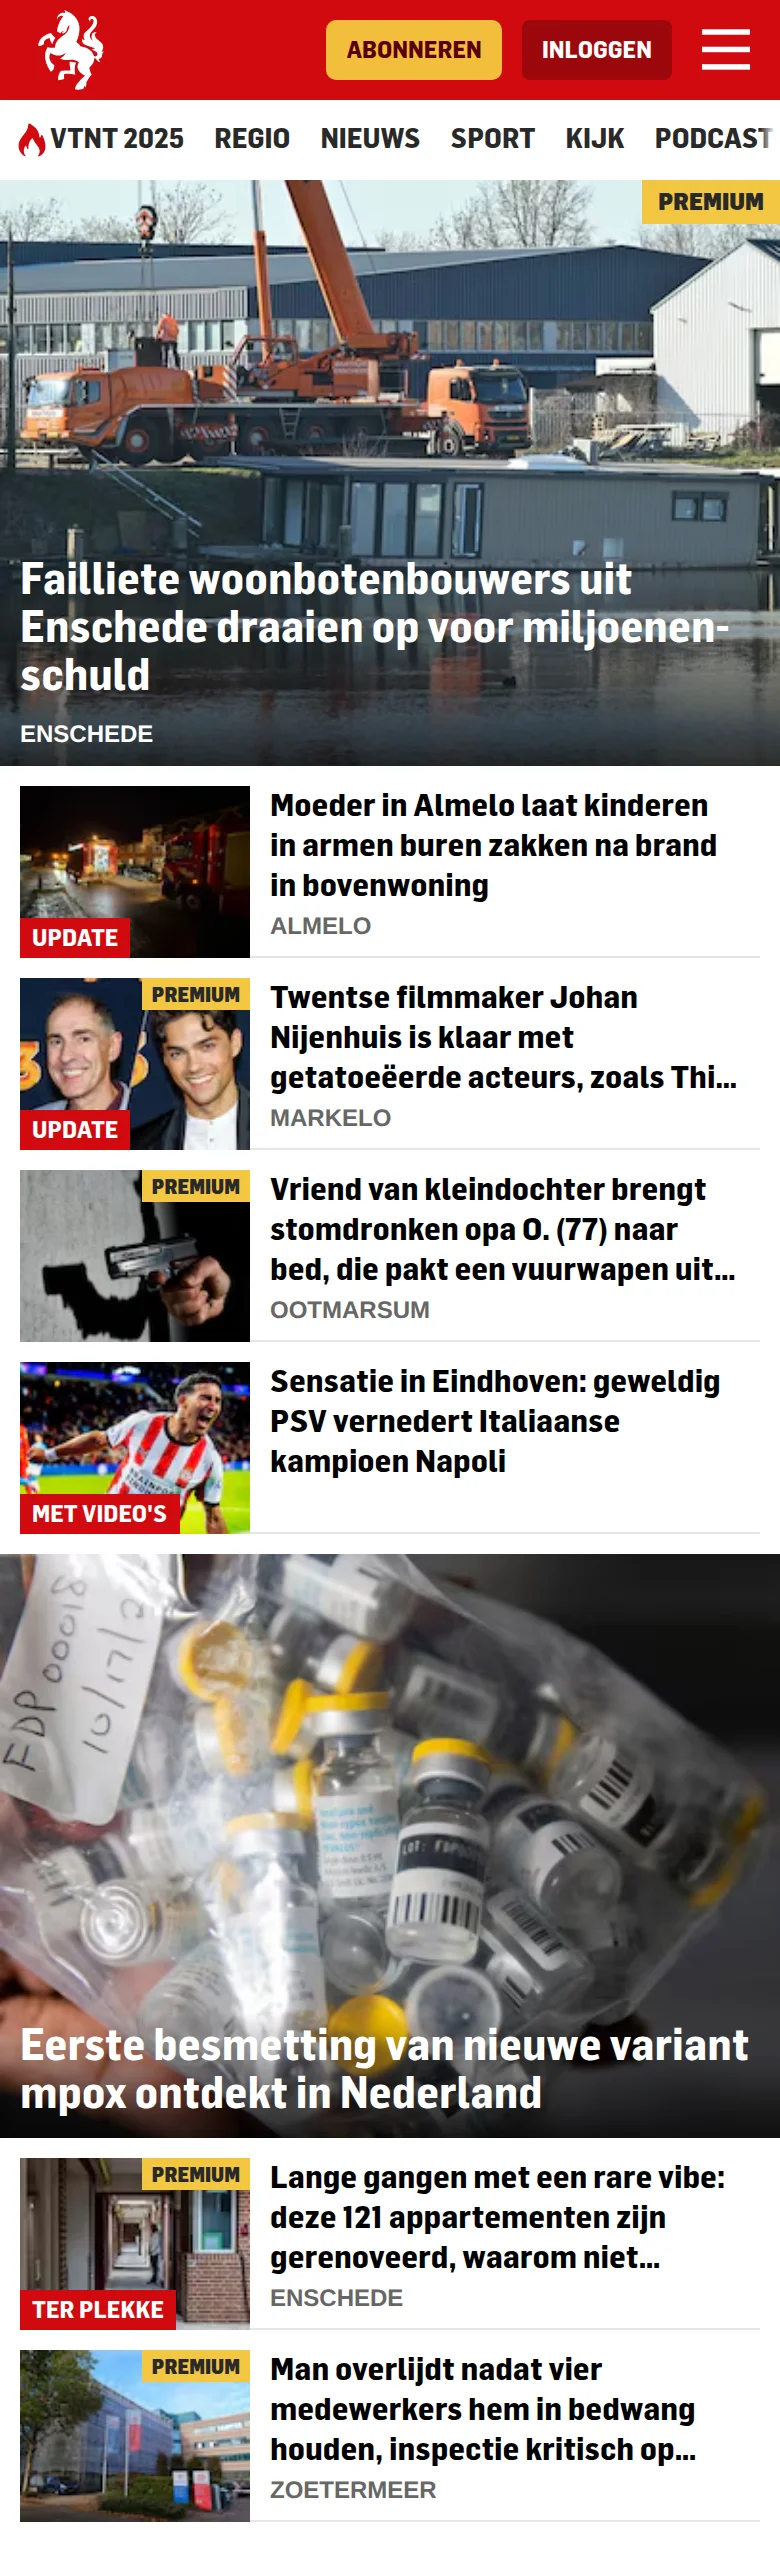 ABONNEREN
INLOGGEN
VTNT 2025 REGIO NIEUWS SPORT KIJK PODCAST
PREMIUM
Failliete woonbotenbouwers uit
Enschede draaien op voor miljoenen-
schuld
ENSCHEDE
UPDATE
Moeder in Almelo laat kinderen
in armen buren zakken na brand
in bovenwoning
ALMELO
PREMIUM
UPDATE
Twentse filmmaker Johan
Nijenhuis is klaar met
getatoeëerde acteurs, zoals Thi...
MARKELO
PREMIUM
Vriend van kleindochter brengt
stomdronken opa O. (77) naar
bed, die pakt een vuurwapen uit...
OOTMARSUM
MET VIDEO'S
Sensatie in Eindhoven: geweldig
PSV vernedert Italiaanse
kampioen Napoli
FDP 00018
10/17/2
Eerste besmetting van nieuwe variant
mpox ontdekt in Nederland
PREMIUM
TER PLEKKE
Lange gangen met een rare vibe:
deze 121 appartementen zijn
gerenoveerd, waarom niet...
ENSCHEDE
PREMIUM
Man overlijdt nadat vier
medewerkers hem in bedwang
houden, inspectie kritisch op...
ZOETERMEER